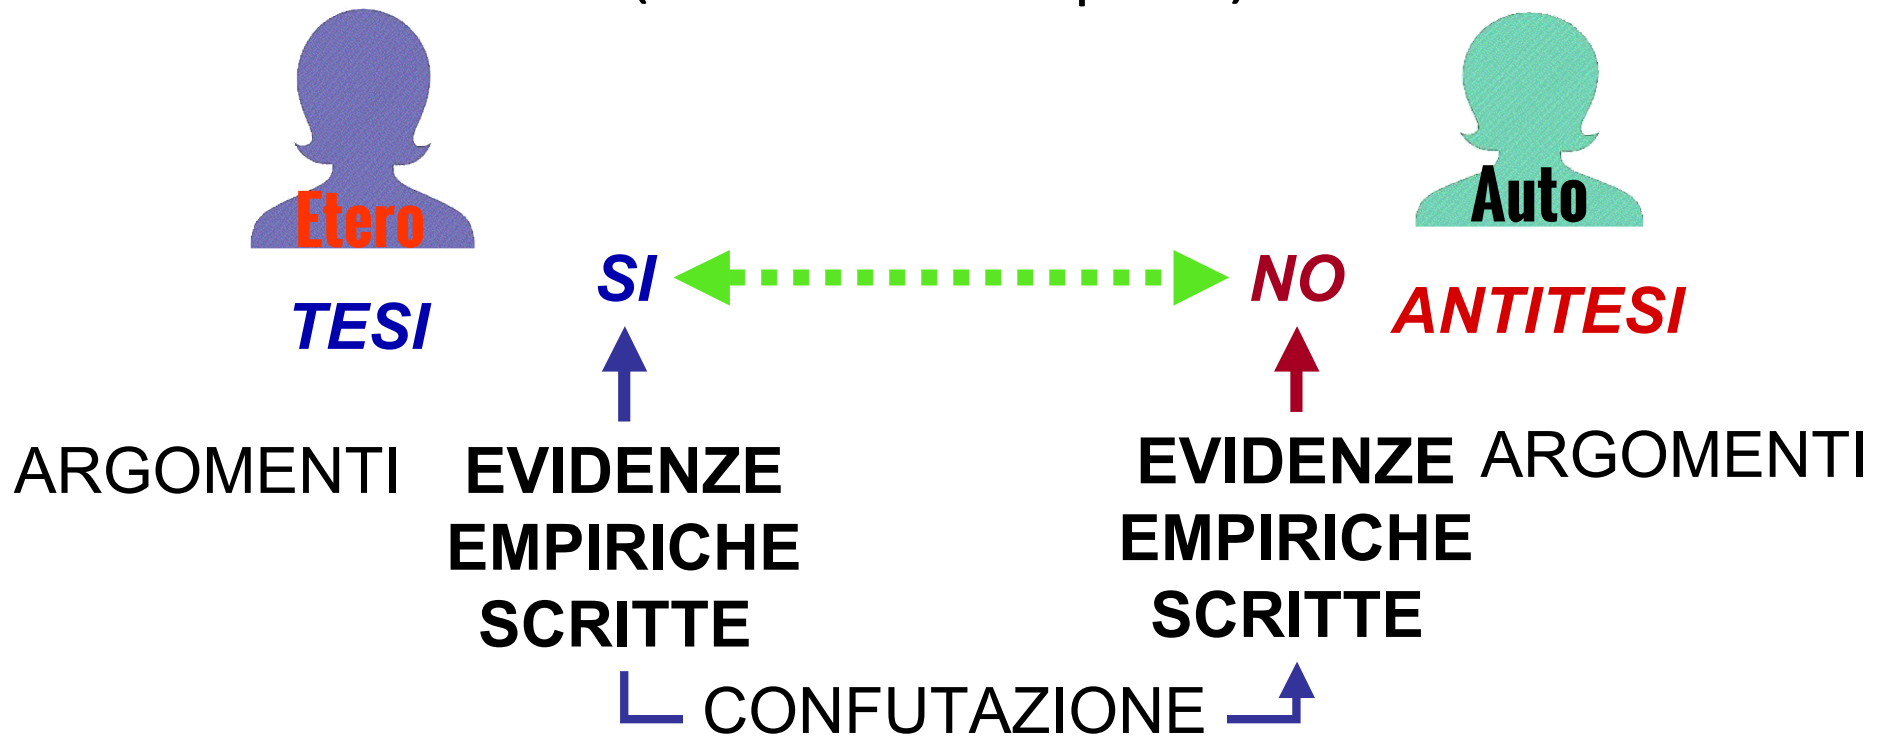 Etero
Auto
SI
NO
TESI
ANTITESI
ARGOMENTI
EVIDENZE
EMPIRICHE
SCRITTE
EVIDENZE
EMPIRICHE
SCRITTE
ARGOMENTI
CONFUTAZIONE